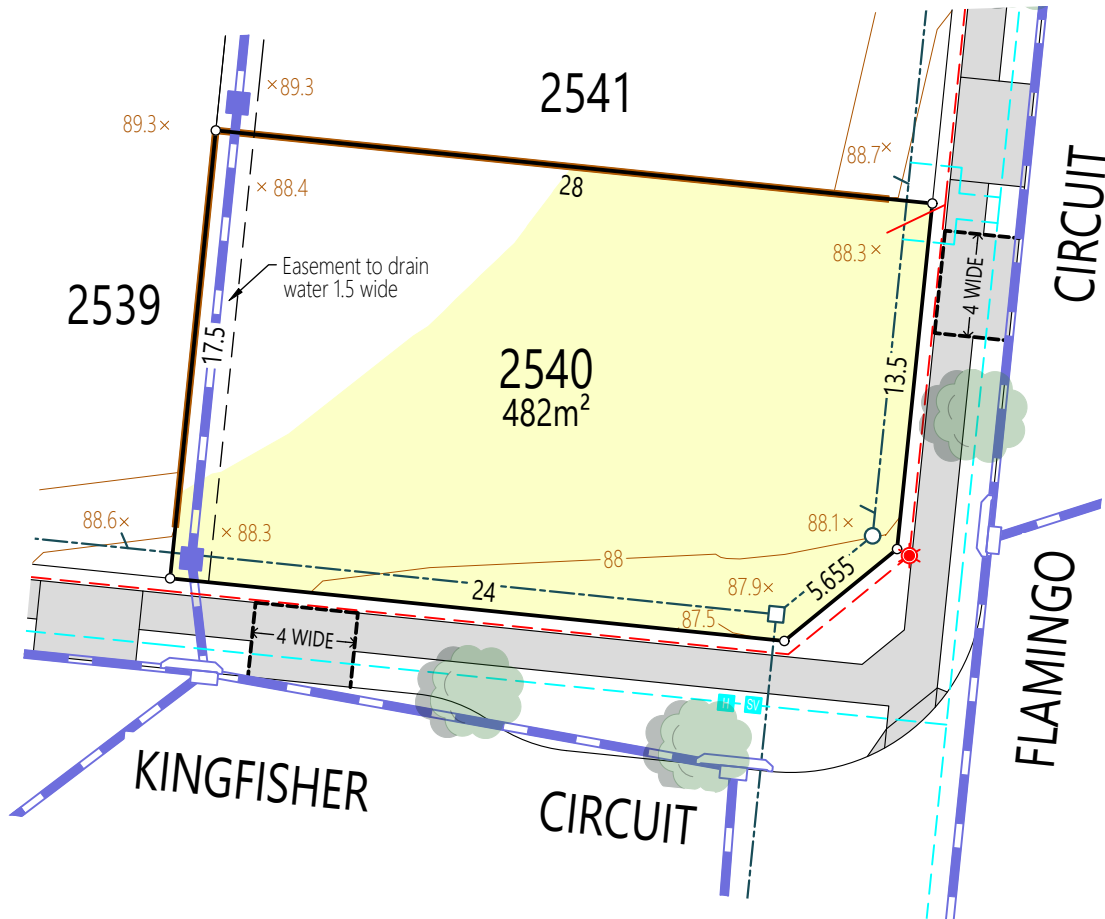 2541
×89.3
89.3×
88.7×
× 88.4
28
CIRCUIT
88.3 ×
4 WIDE
Easement to drain
water 1.5 wide
2539
17.5
2540
482m²
13.5
88.6×
× 88.3
88.1×
88
87.9×
5.655
24
87.5
4 WIDE
FLAMINGO
H
SV
KINGFISHER
CIRCUIT